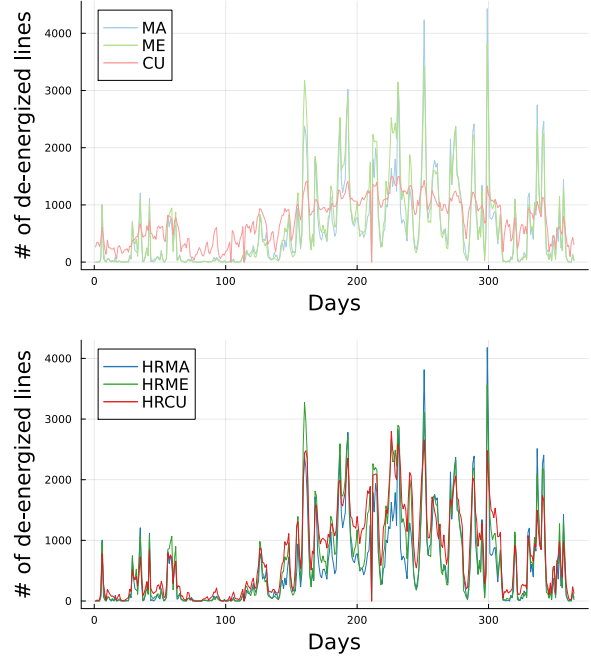 # of de-energized lines
4000
3000
2000
1000
0
MA
ME
CU
0 100 200 300
Days
# of de-energized lines
4000
3000
2000
1000
0
HRMA
HRME
HRCU
0 100 200 300
Days